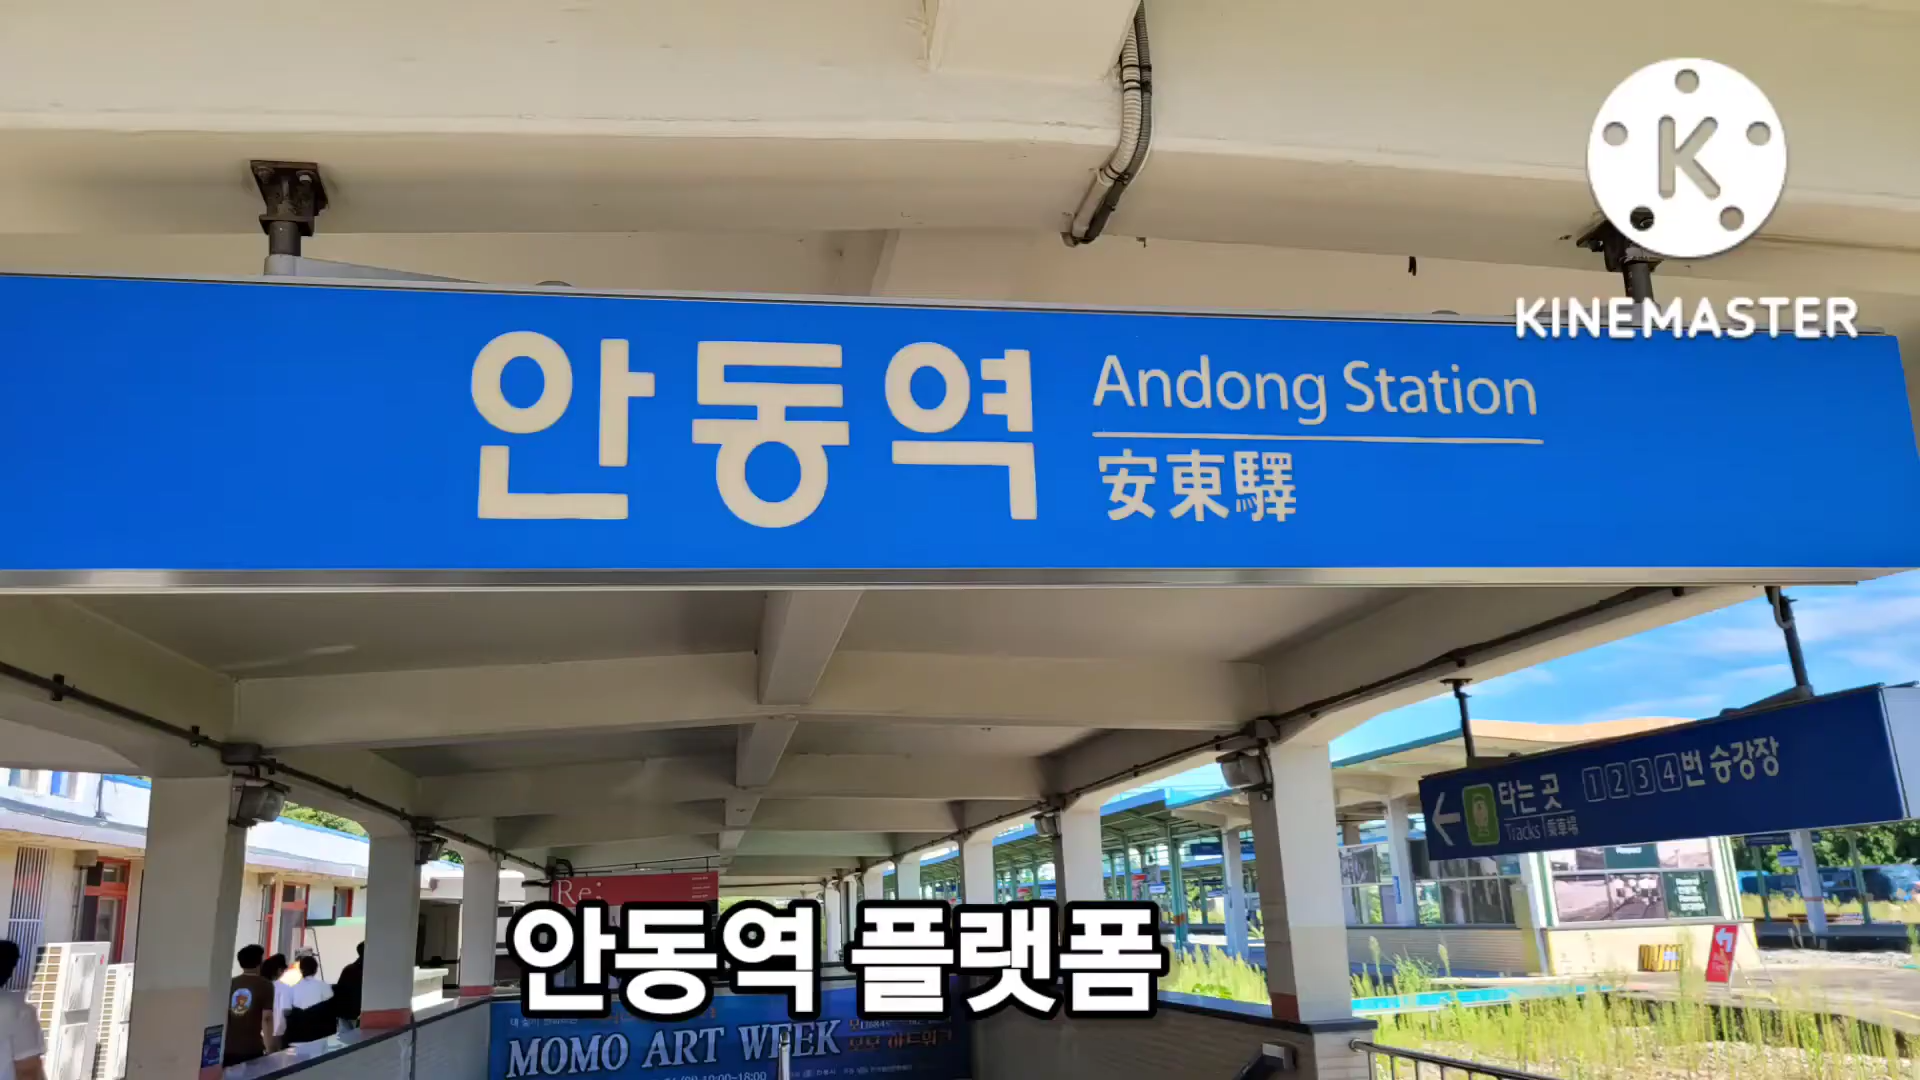 K
KINEMASTER
안동역
Andong Station
安東驛
타는 곳
Tracks 乘車場
1 2 3 4 번 승강장
Re:
안동역 플랫폼
MOMO ART WEEK